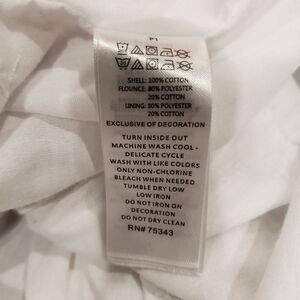 SHELL: 100% COTTON
FLOUNCE: 80% POLYESTER
20% COTTON
LINING: 80% POLYESTER
20% COTTON
EXCLUSIVE OF DECORATION
TURN INSIDE OUT
MACHINE WASH COOL -
DELICATE CYCLE
WASH WITH LIKE COLORS
ONLY NON-CHLORINE
BLEACH WHEN NEEDED
TUMBLE DRY LOW
LOW IRON
DO NOT IRON ON
DECORATION
DO NOT DRY CLEAN
RN# 75343